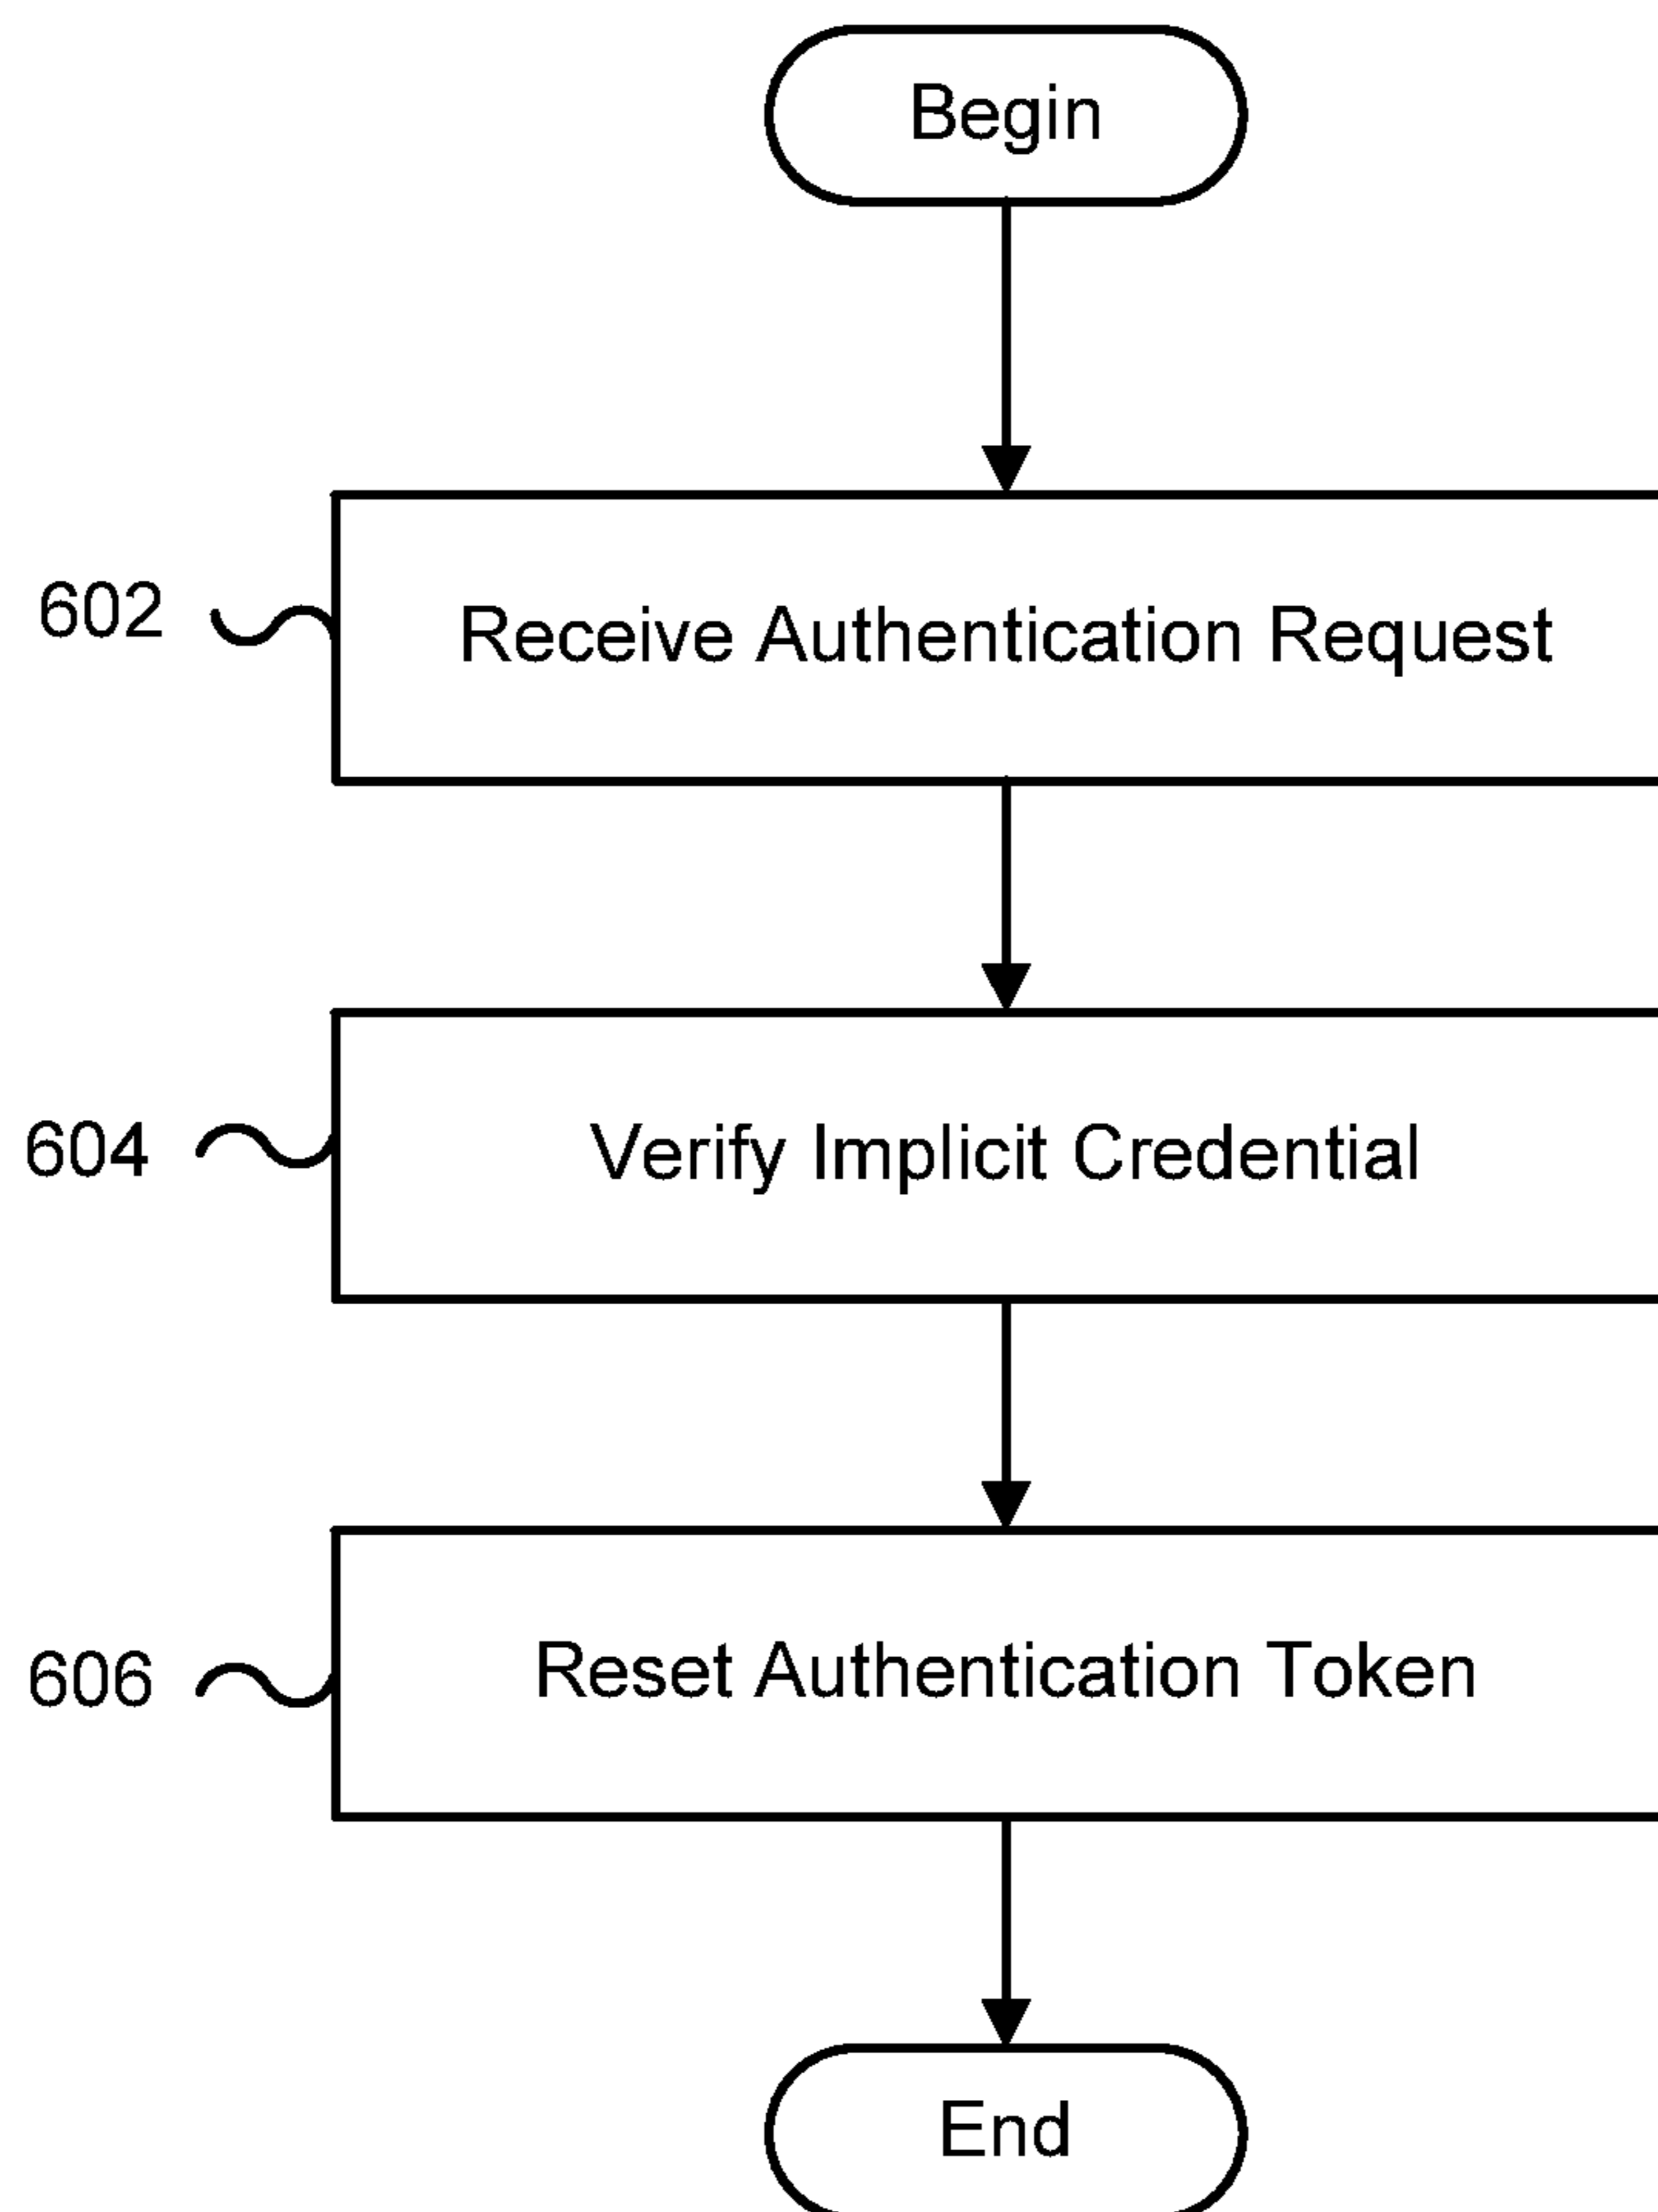 Begin
602
Receive Authentication Request
604
Verify Implicit Credential
606
Reset Authentication Token
End